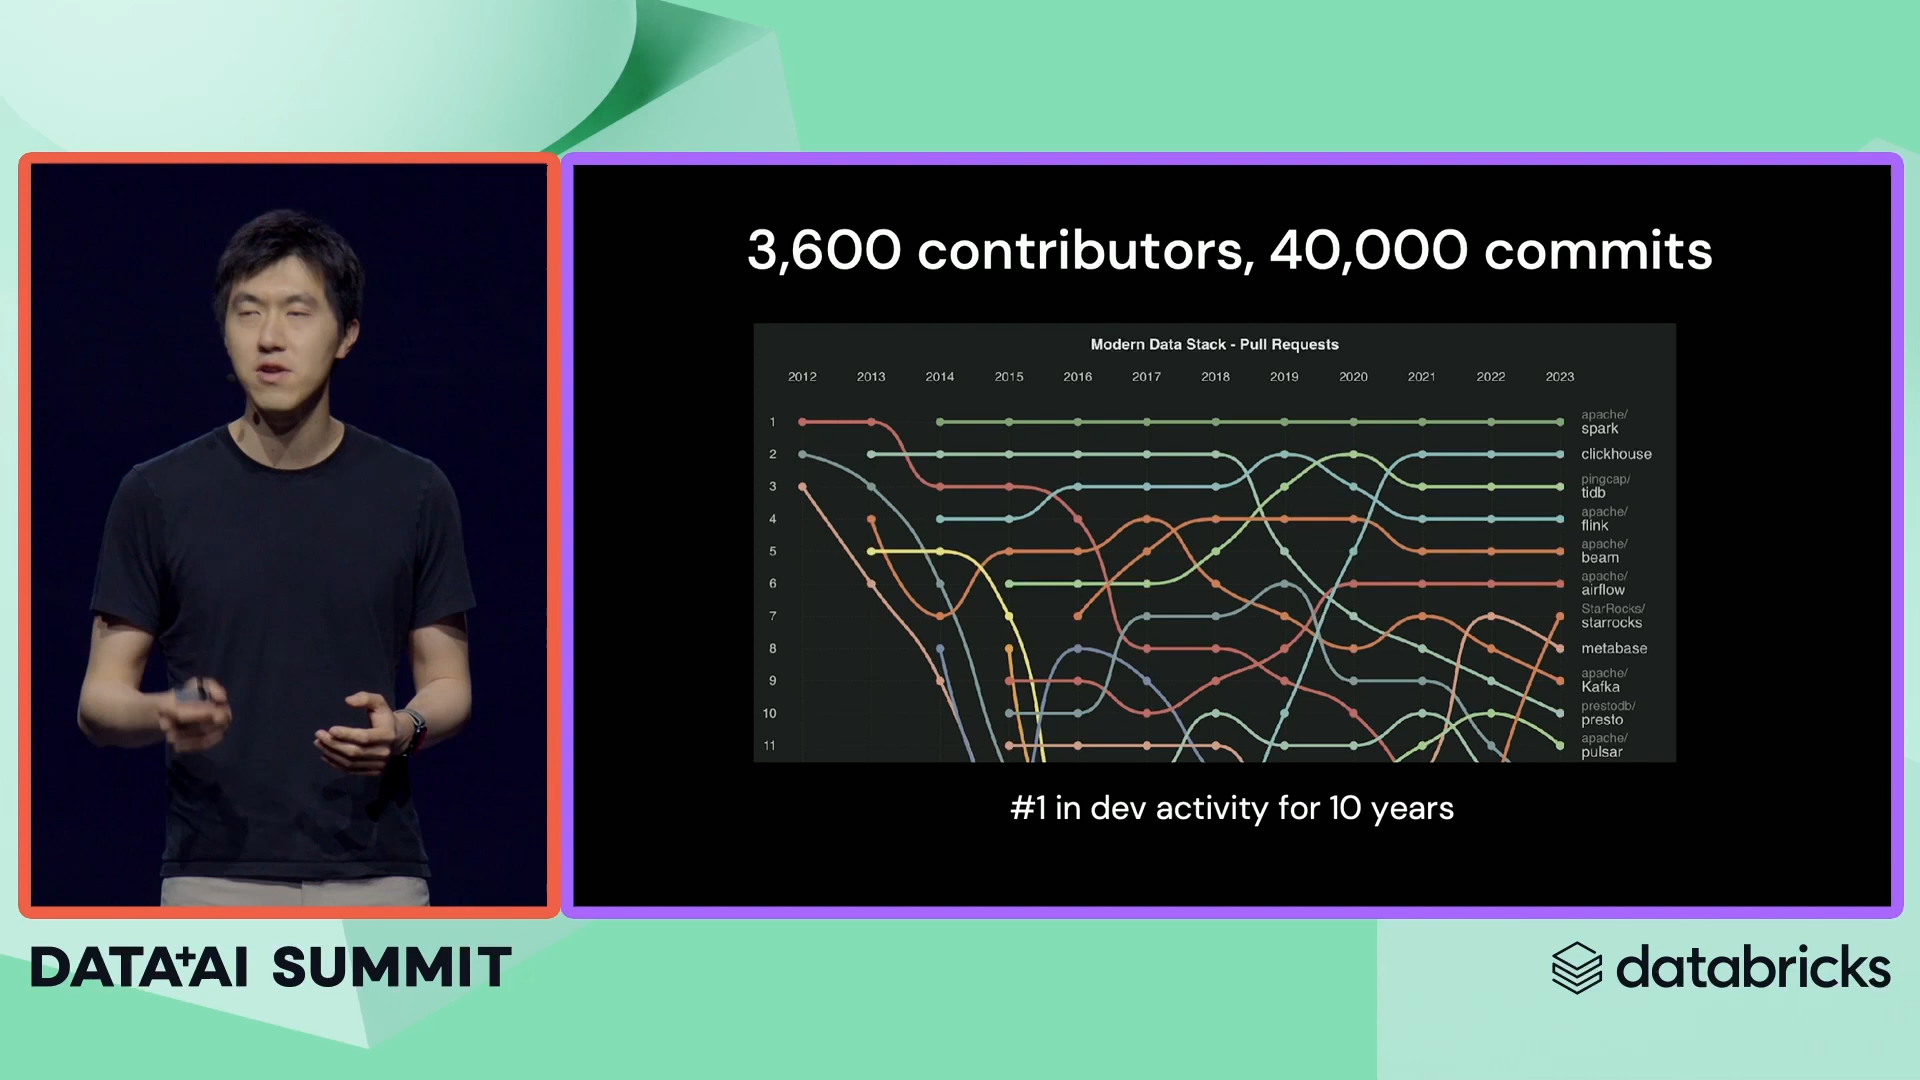 3,600 contributors, 40,000 commits
Modern Data Stack - Pull Requests
2012 2013 2014 2015 2016 2017 2018 2019 2020 2021 2022 2023
1
apache/
spark
2
clickhouse
3
pingcap/
tidb
4
apache/
flink
5
apache/
beam
6
apache/
airflow
7
StarRocks/
starrocks
8
metabase
9
apache/
Kafka
10
prestodb/
presto
11
apache/
pulsar
#1 in dev activity for 10 years
DATA+AI SUMMIT
databricks